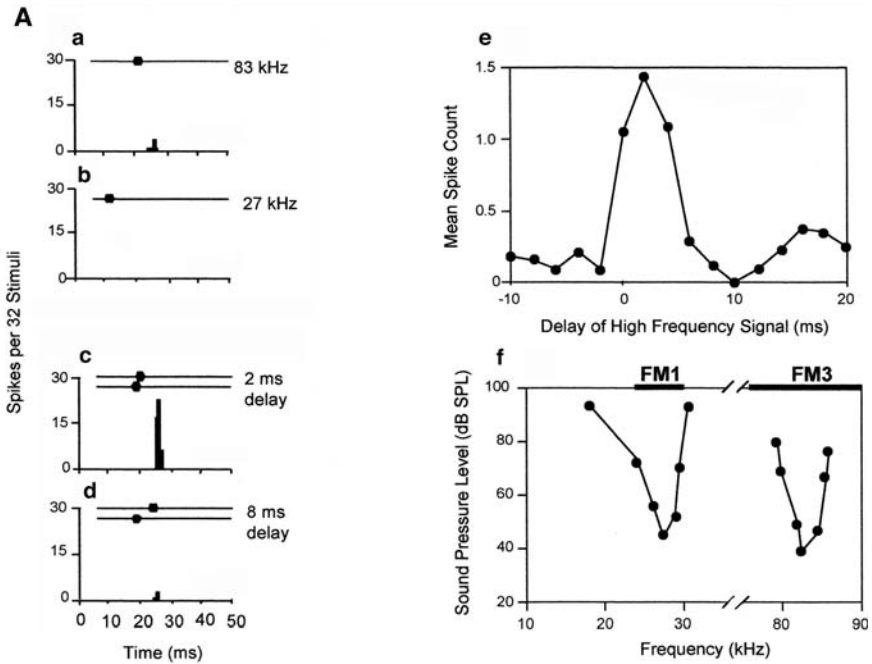 A
a
30
15
0
83 kHz
b
30
15
0
27 kHz
Spikes per 32 Stimuli
c
30
15
0
2 ms
delay
d
30
15
0
8 ms
delay
0 10 20 30 40 50
Time (ms)
e
1.5
1.0
0.5
0
Mean Spike Count
-10 0 10 20
Delay of High Frequency Signal (ms)
f
FM1 FM3
100
80
60
40
20
Sound Pressure Level (dB SPL)
10 20 30 80 90
Frequency (kHz)